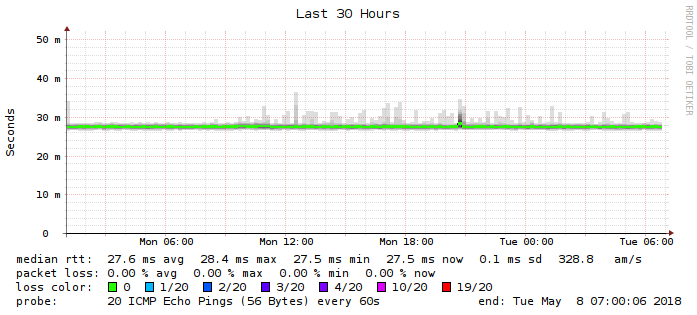 Last 30 Hours
RRDTOOL / TOBI OETIKER
Seconds
50 m
40 m
30 m
20 m
10 m
0
Mon 06:00 Mon 12:00 Mon 18:00 Tue 00:00 Tue 06:00
median rtt: 27.6 ms avg 28.4 ms max 27.5 ms min 27.5 ms now 0.1 ms sd 328.8 am/s
packet loss: 0.00 % avg 0.00 % max 0.00 % min 0.00 % now
loss color: 0 1/20 2/20 3/20 4/20 10/20 19/20
probe: 20 ICMP Echo Pings (56 Bytes) every 60s end: Tue May 8 07:00:06 2018